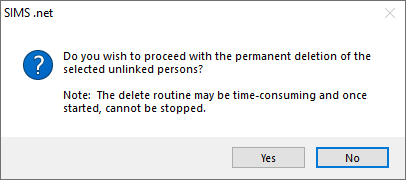 SIMS .net
Do you wish to proceed with the permanent deletion of the
selected unlinked persons?
Note:  The delete routine may be time-consuming and once
started, cannot be stopped.
Yes
No